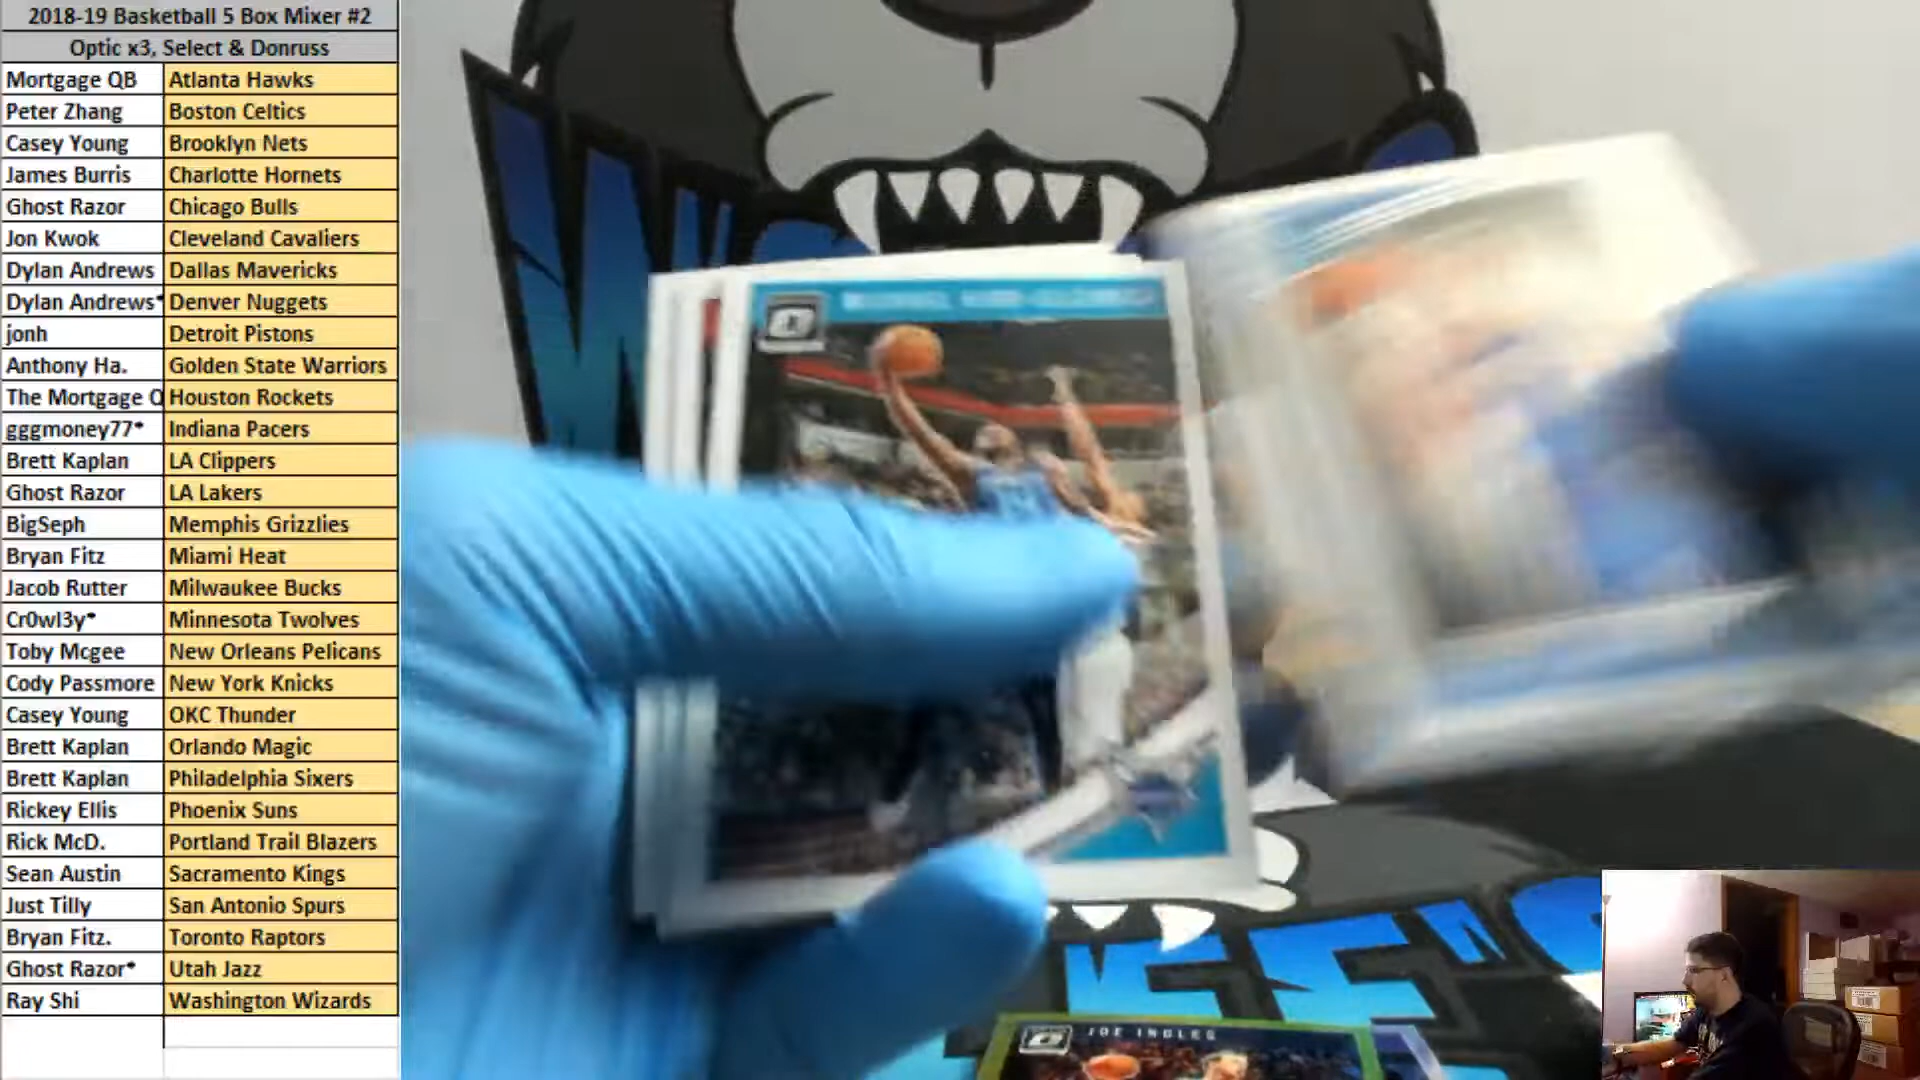 2018-19 Basketball 5 Box Mixer #2
Optic x3, Select & Donruss
Mortgage QB Atlanta Hawks
Peter Zhang Boston Celtics
Casey Young Brooklyn Nets
James Burris Charlotte Hornets
Ghost Razor Chicago Bulls
Jon Kwok Cleveland Cavaliers
Dylan Andrews Dallas Mavericks
Dylan Andrews* Denver Nuggets
jonh Detroit Pistons
Anthony Ha. Golden State Warriors
The Mortgage Q Houston Rockets
gggmoney77* Indiana Pacers
Brett Kaplan LA Clippers
Ghost Razor LA Lakers
BigSeph Memphis Grizzlies
Bryan Fitz Miami Heat
Jacob Rutter Milwaukee Bucks
Cr0wl3y* Minnesota Twolves
Toby Mcgee New Orleans Pelicans
Cody Passmore New York Knicks
Casey Young OKC Thunder
Brett Kaplan Orlando Magic
Brett Kaplan Philadelphia Sixers
Rickey Ellis Phoenix Suns
Rick McD. Portland Trail Blazers
Sean Austin Sacramento Kings
Just Tilly San Antonio Spurs
Bryan Fitz. Toronto Raptors
Ghost Razor* Utah Jazz
Ray Shi Washington Wizards
JOE INGLES